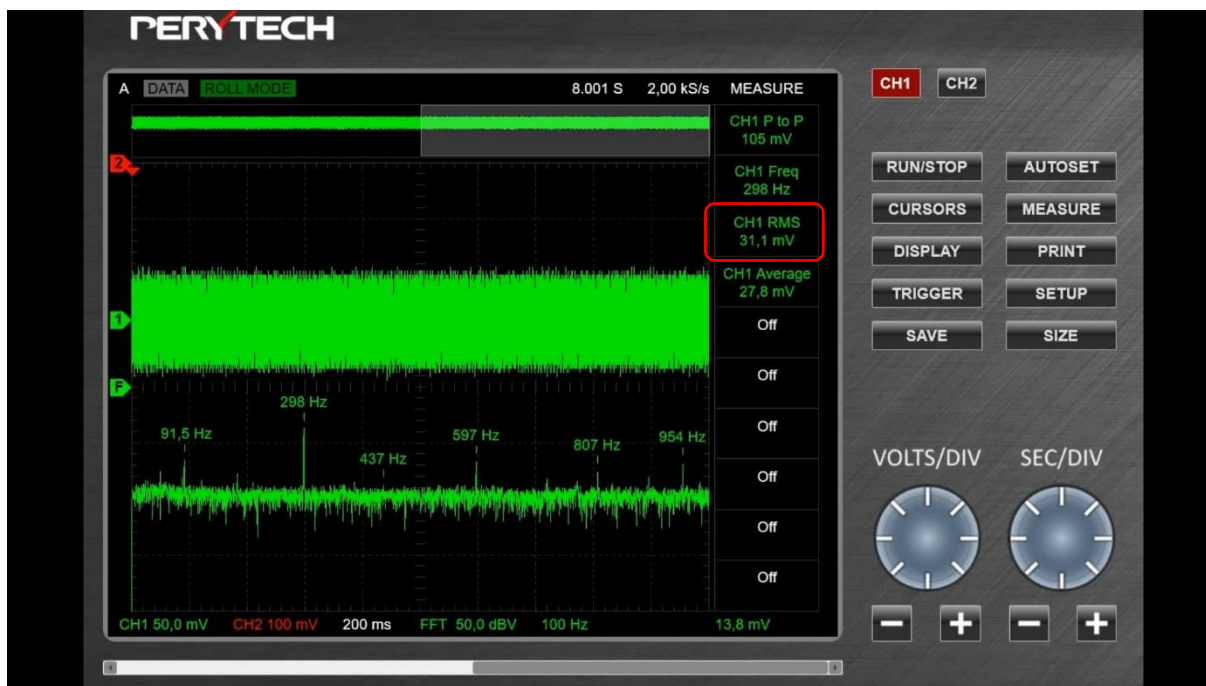 PERYTECH
A DATA ROLL MODE 8.001 S 2,00 kS/s MEASURE
CH1 P to P
105 mV
CH1 Freq
298 Hz
CH1 RMS
31,1 mV
CH1 Average
27,8 mV
Off
Off
Off
Off
Off
Off
2
1
F
298 Hz
91,5 Hz
437 Hz
597 Hz
807 Hz
954 Hz
CH1 50,0 mV CH2 100 mV 200 ms FFT 50,0 dBV 100 Hz 13,8 mV
CH1 CH2
RUN/STOP AUTOSET
CURSORS MEASURE
DISPLAY PRINT
TRIGGER SETUP
SAVE SIZE
VOLTS/DIV SEC/DIV
− + − +